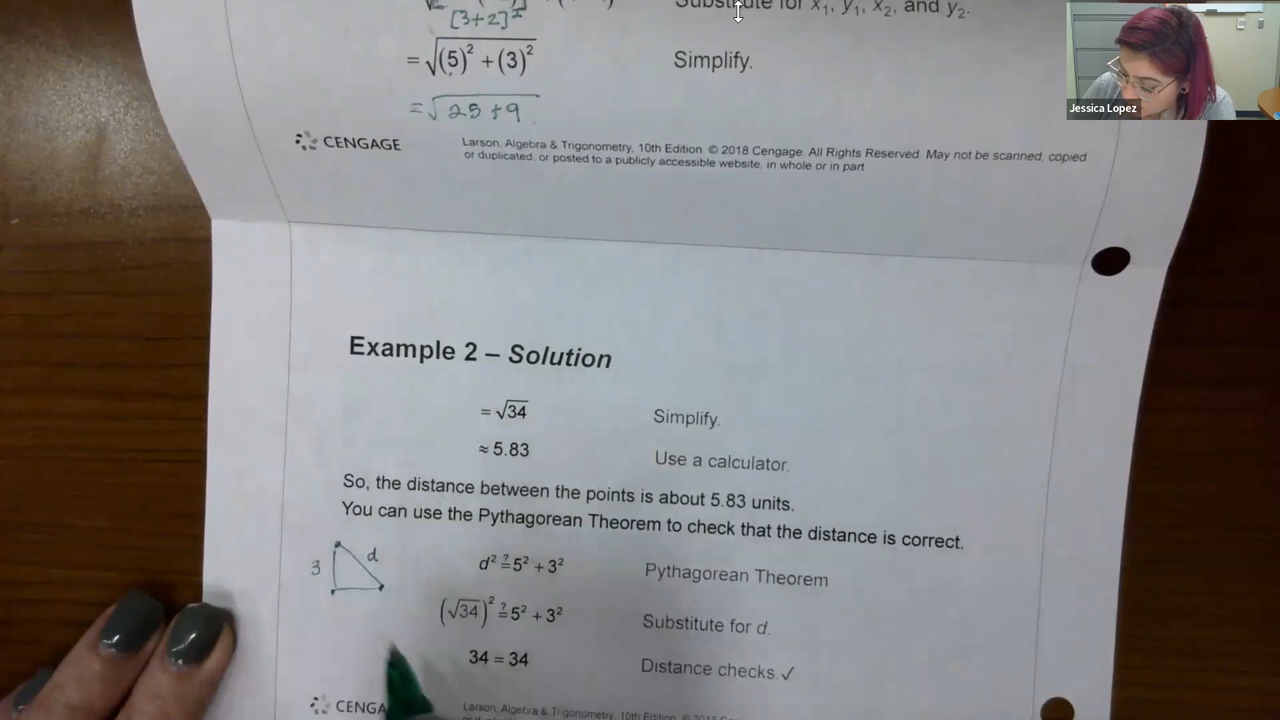 Substitute for x₁, y₁, x₂, and y₂.
[3+2]²
= √(5)² + (3)²
Simplify.
= √25+9
CENGAGE
Larson, Algebra & Trigonometry, 10th Edition. © 2018 Cengage. All Rights Reserved. May not be scanned, copied
or duplicated, or posted to a publicly accessible website, in whole or in part
Jessica Lopez
Example 2 – Solution
= √34
Simplify.
≈ 5.83
Use a calculator.
So, the distance between the points is about 5.83 units.
You can use the Pythagorean Theorem to check that the distance is correct.
3
d
d² ≟ 5² + 3²
Pythagorean Theorem
(√34)² ≟ 5² + 3²
Substitute for d.
34 = 34
Distance checks ✓
CENGA
Larson, Algebra & Trigonometry, 10th Edition. ©